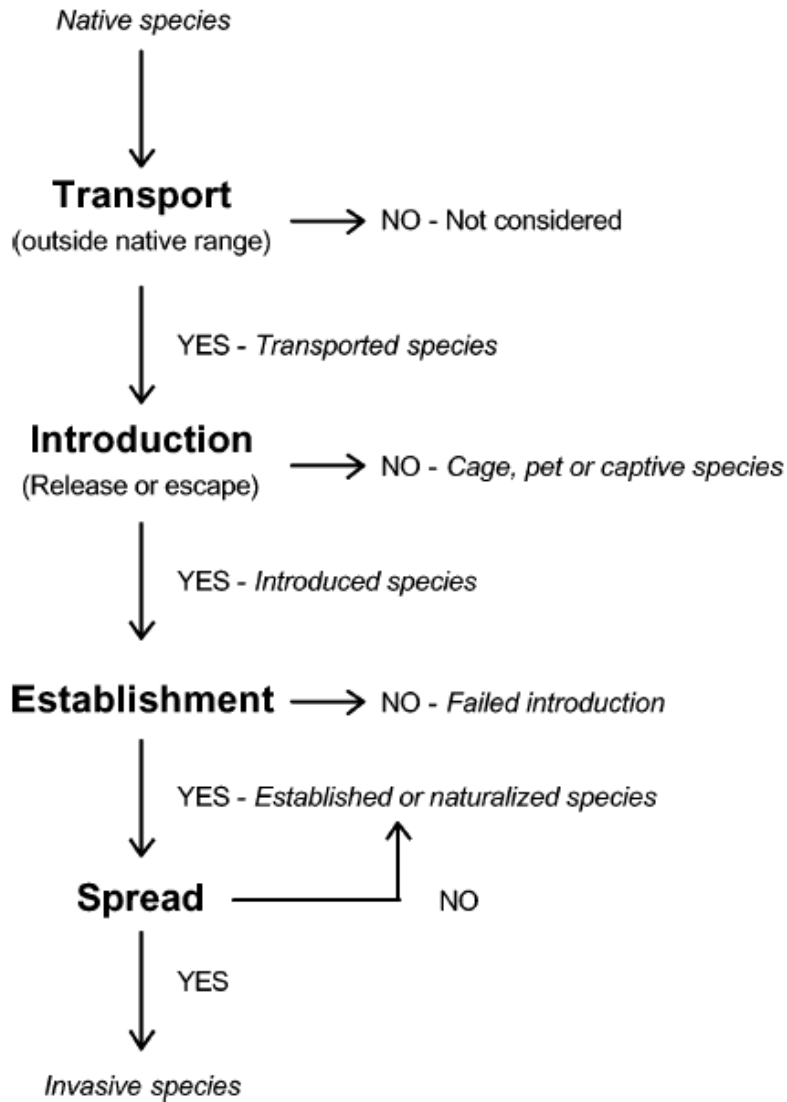 Native species
Transport
(outside native range)
NO - Not considered
YES - Transported species
Introduction
(Release or escape)
NO - Cage, pet or captive species
YES - Introduced species
Establishment
NO - Failed introduction
YES - Established or naturalized species
Spread
NO
YES
Invasive species